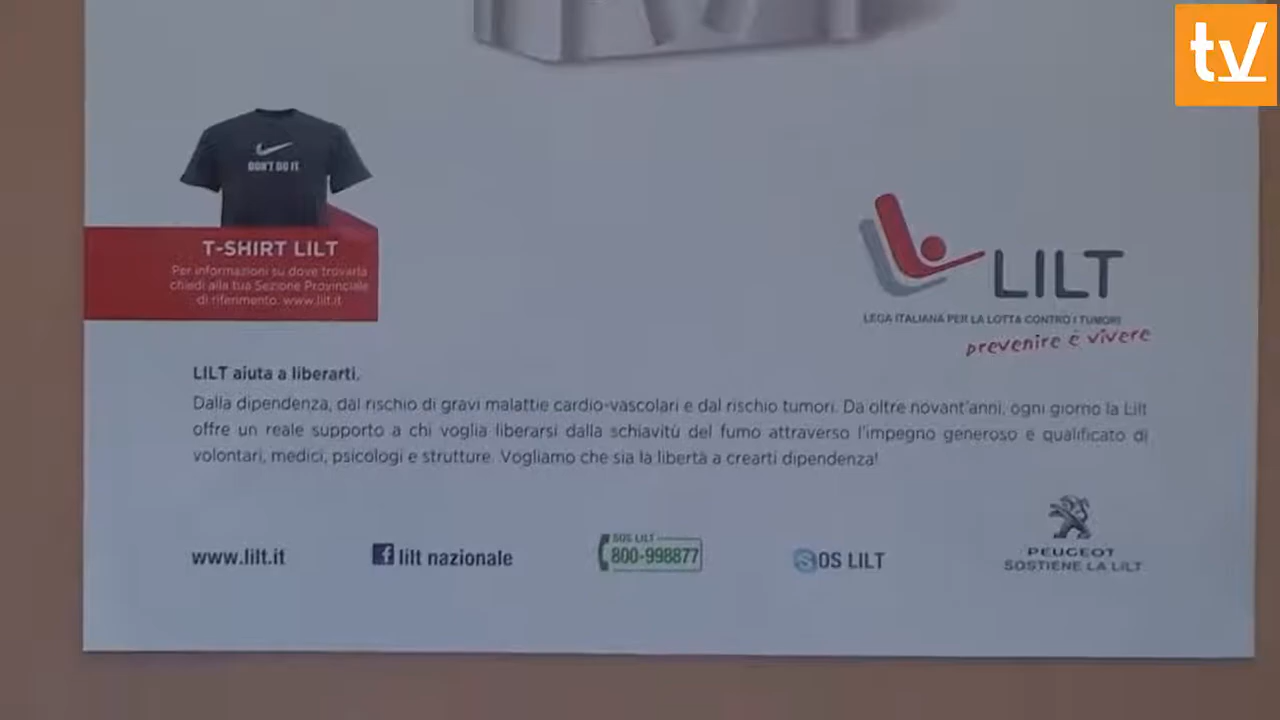 tv
DON'T DO IT
T-SHIRT LILT
Per informazioni su dove trovarla
chiedi alla tua Sezione Provinciale
di riferimento. www.lilt.it
LILT
LEGA ITALIANA PER LA LOTTA CONTRO I TUMORI
prevenire è vivere
LILT aiuta a liberarti.
Dalla dipendenza, dal rischio di gravi malattie cardio-vascolari e dal rischio tumori. Da oltre novant'anni, ogni giorno la Lilt
offre un reale supporto a chi voglia liberarsi dalla schiavitù del fumo attraverso l'impegno generoso e qualificato di
volontari, medici, psicologi e strutture. Vogliamo che sia la libertà a crearti dipendenza!
www.lilt.it
f lilt nazionale
SOS LILT
800-998877
SOS LILT
PEUGEOT
SOSTIENE LA LILT